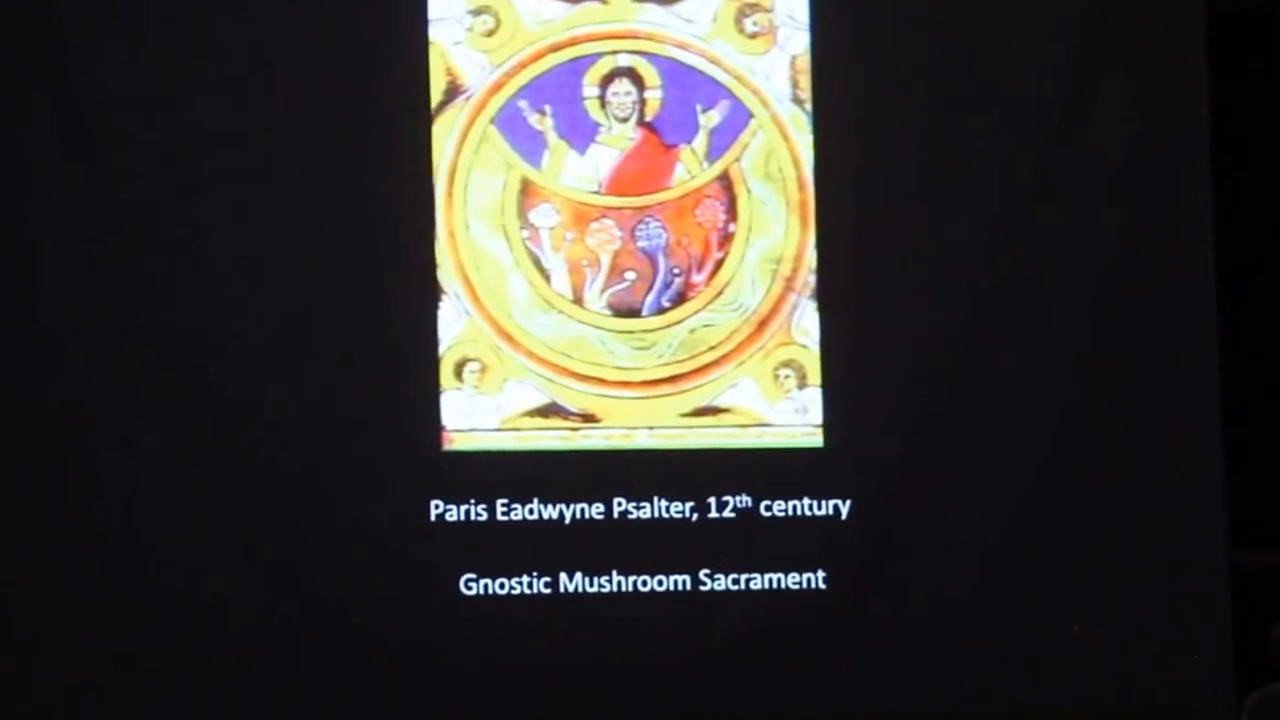 Paris Eadwyne Psalter, 12th century
Gnostic Mushroom Sacrament